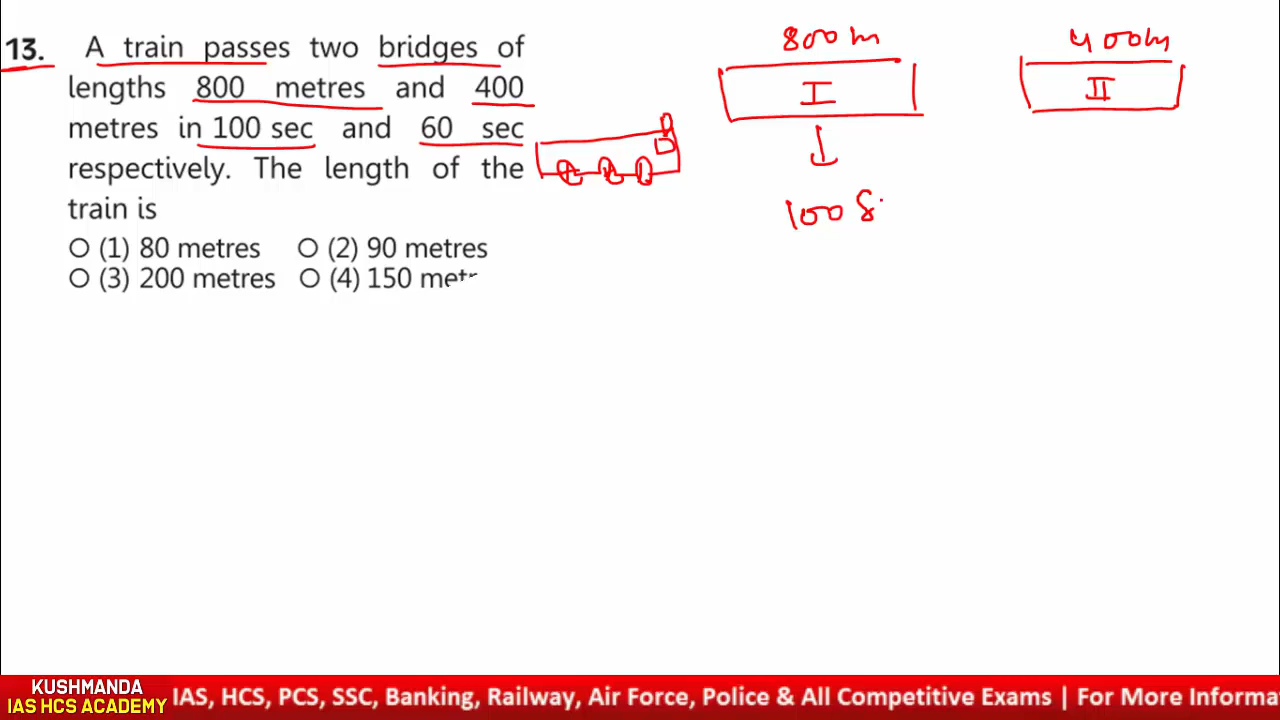 13. A train passes two bridges of
lengths 800 metres and 400
metres in 100 sec and 60 sec
respectively. The length of the
train is
(1) 80 metres (2) 90 metres
(3) 200 metres (4) 150 metr
800m
I
100 s
400m
II
KUSHMANDA
IAS HCS ACADEMY
IAS, HCS, PCS, SSC, Banking, Railway, Air Force, Police & All Competitive Exams | For More Informa